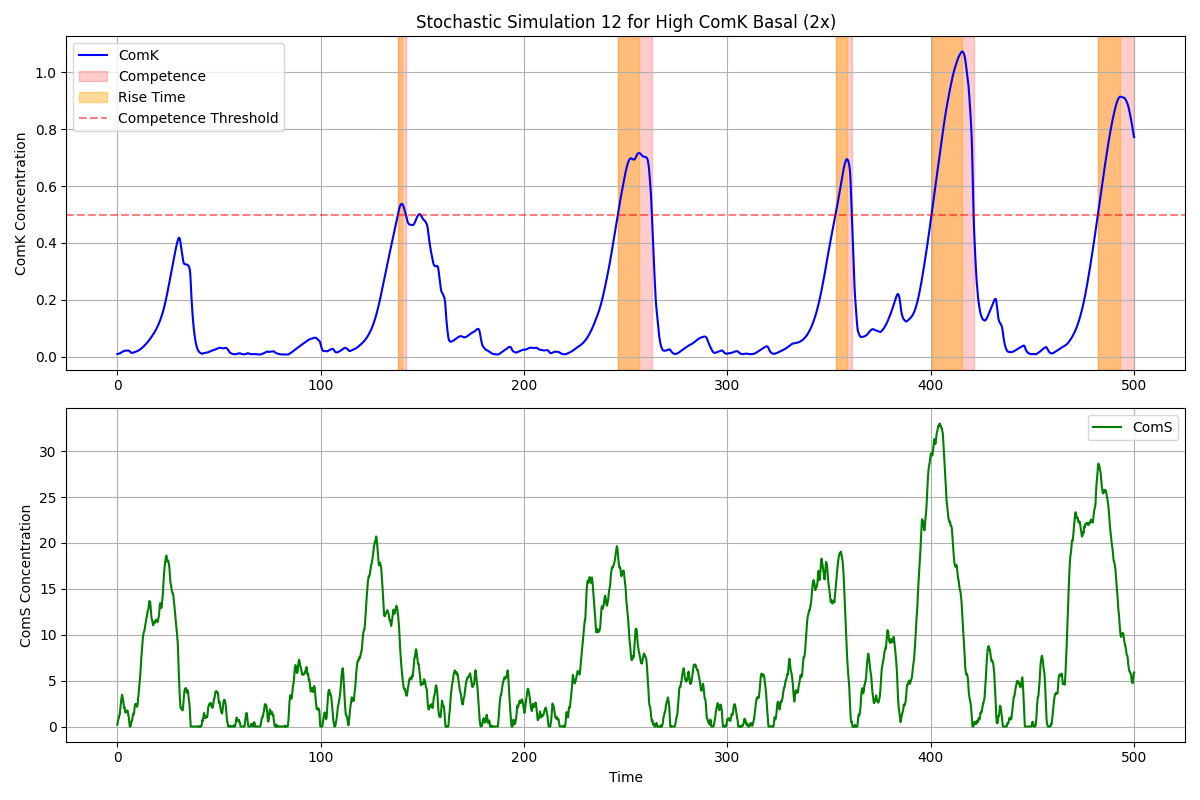 Stochastic Simulation 12 for High ComK Basal (2x)
ComK Concentration
1.0
0.8
0.6
0.4
0.2
0.0
ComK
Competence
Rise Time
Competence Threshold
0 100 200 300 400 500
ComS Concentration
30
25
20
15
10
5
0
ComS
0 100 200 300 400 500
Time